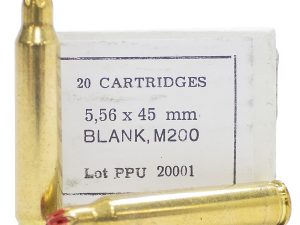 20 CARTRIDGES
5,56 x 45 mm
BLANK, M200
Lot PPU 20001